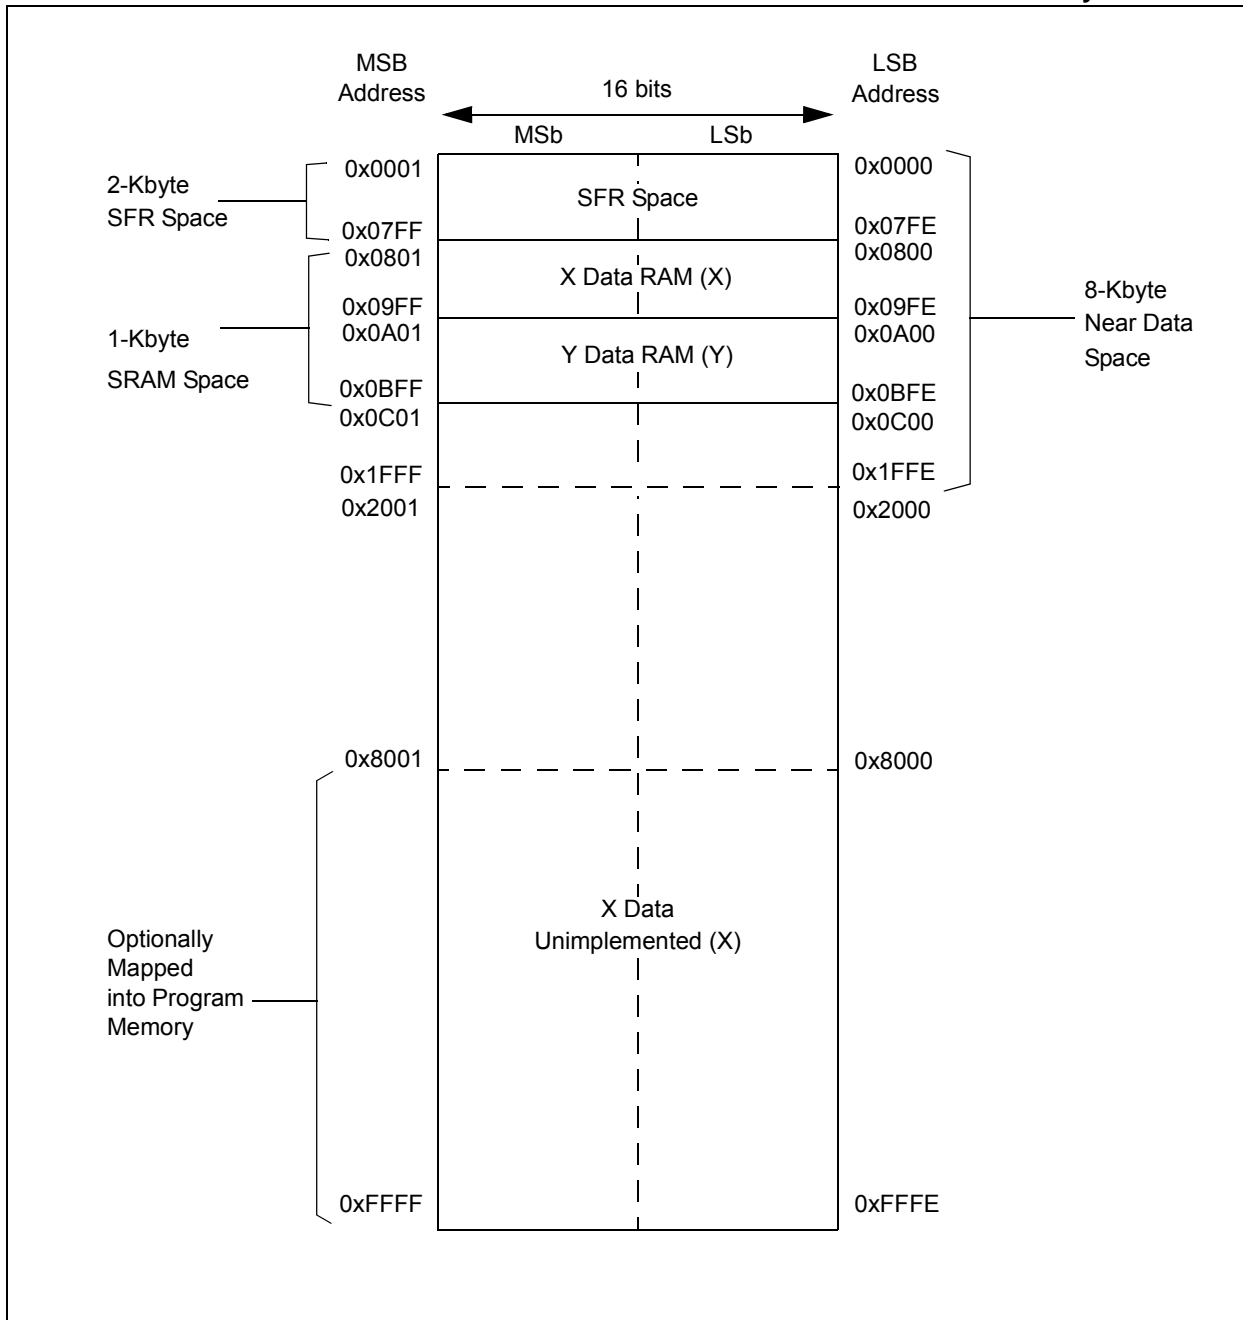 MSB
Address
16 bits
LSB
Address
MSb
LSb
0x0001
0x0000
2-Kbyte
SFR Space
SFR Space
0x07FF
0x07FE
0x0801
0x0800
X Data RAM (X)
0x09FF
0x09FE
0x0A01
0x0A00
1-Kbyte
SRAM Space
Y Data RAM (Y)
8-Kbyte
Near Data
Space
0x0BFF
0x0BFE
0x0C01
0x0C00
0x1FFF
0x1FFE
0x2001
0x2000
0x8001
0x8000
X Data
Unimplemented (X)
Optionally
Mapped
into Program
Memory
0xFFFF
0xFFFE